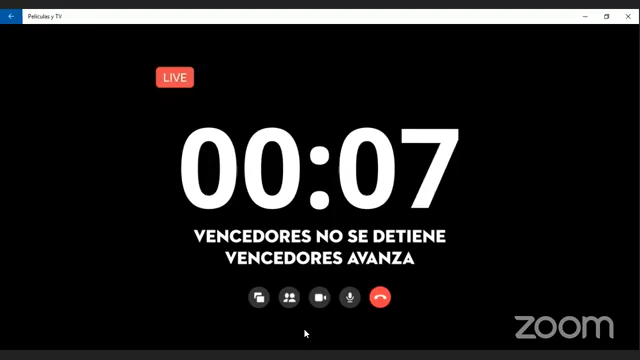 Películas y TV
LIVE
00:07
VENCEDORES NO SE DETIENE
VENCEDORES AVANZA
zoom